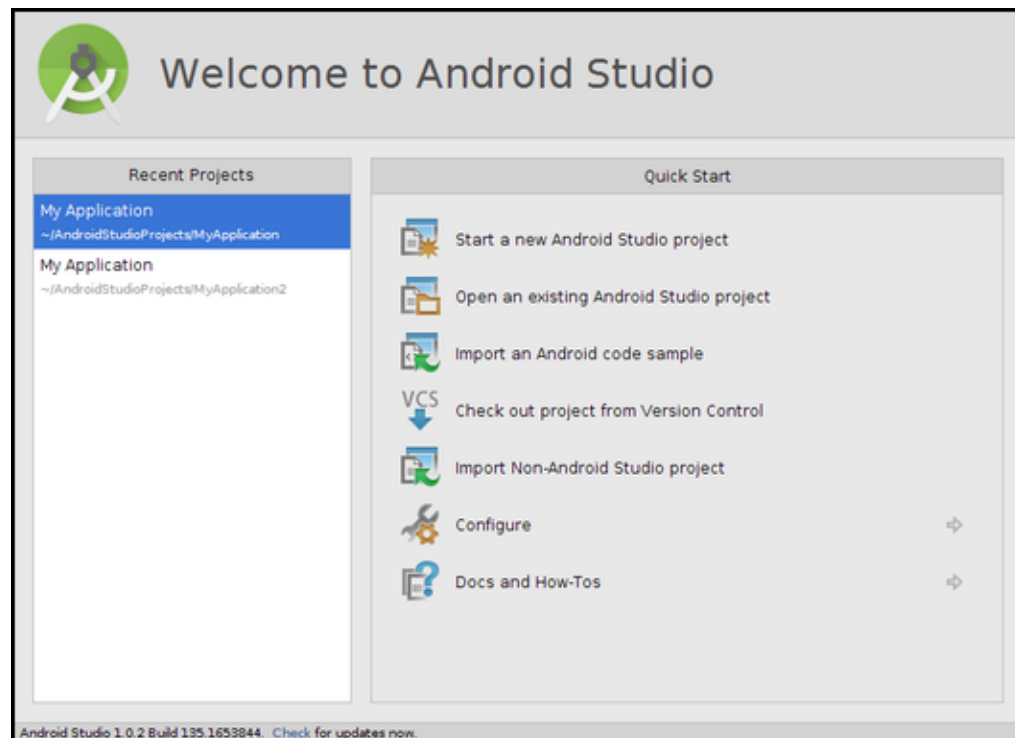 Welcome to Android Studio
Recent Projects
My Application
~/AndroidStudioProjects/MyApplication
My Application
~/AndroidStudioProjects/MyApplication2
Quick Start
Start a new Android Studio project
Open an existing Android Studio project
Import an Android code sample
VCS
Check out project from Version Control
Import Non-Android Studio project
Configure
Docs and How-Tos
Android Studio 1.0.2 Build 135.1653844. Check for updates now.